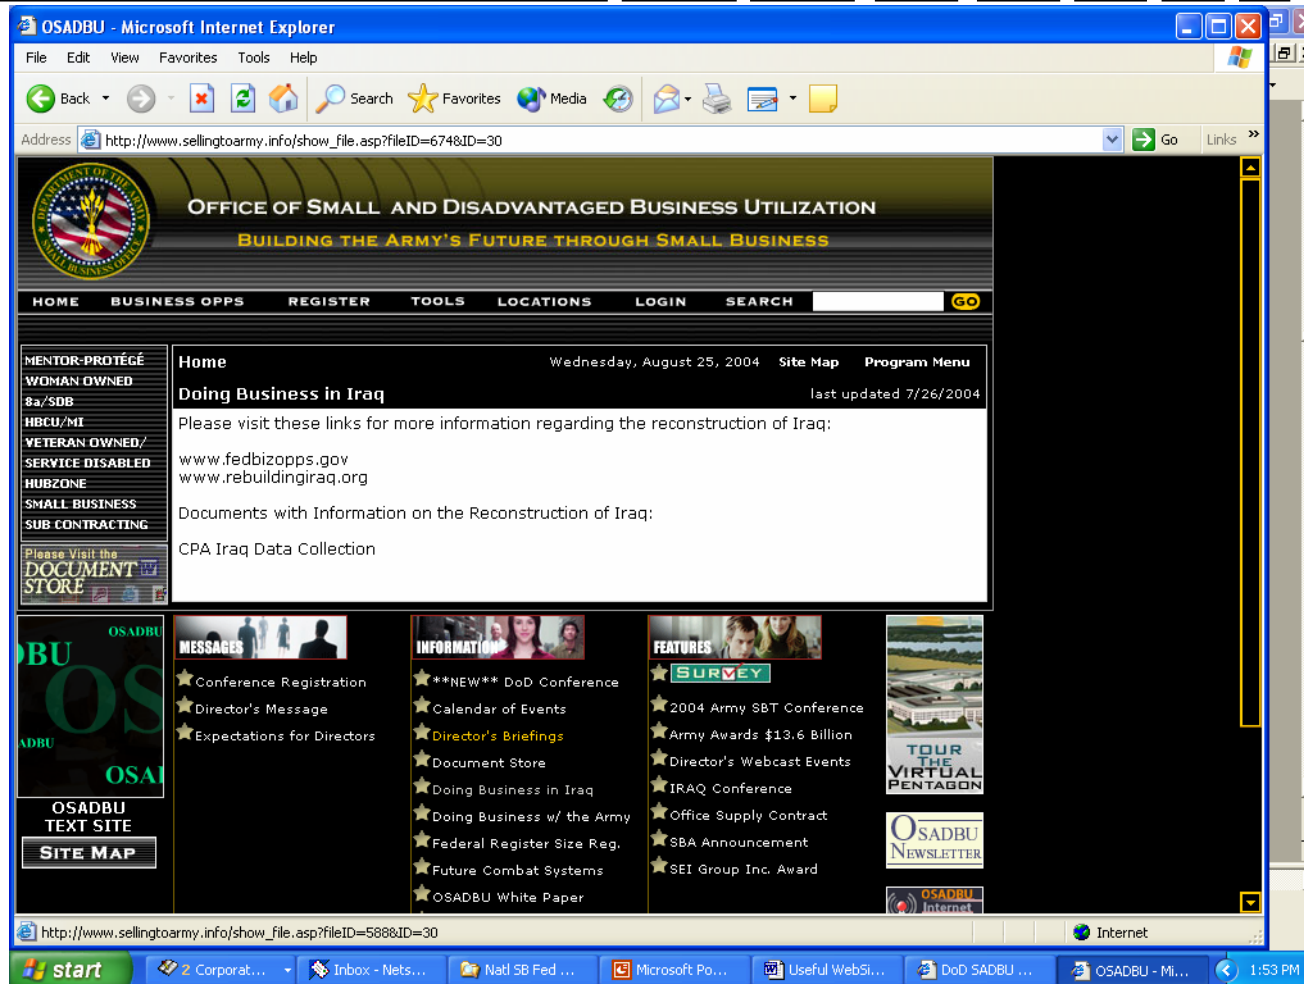 OSADBU - Microsoft Internet Explorer
File Edit View Favorites Tools Help
Back Search Favorites Media
Address http://www.sellingtoarmy.info/show_file.asp?fileID=674&ID=30 Go Links »
DEPARTMENT OF THE ARMY
SMALL BUSINESS OFFICE
OFFICE OF SMALL AND DISADVANTAGED BUSINESS UTILIZATION
BUILDING THE ARMY'S FUTURE THROUGH SMALL BUSINESS
HOME BUSINESS OPPS REGISTER TOOLS LOCATIONS LOGIN SEARCH GO
MENTOR-PROTÉGÉ
WOMAN OWNED
8a/SDB
HBCU/MI
VETERAN OWNED/
SERVICE DISABLED
HUBZONE
SMALL BUSINESS
SUB CONTRACTING
Please Visit the
DOCUMENT
STORE
Home Wednesday, August 25, 2004 Site Map Program Menu
Doing Business in Iraq last updated 7/26/2004
Please visit these links for more information regarding the reconstruction of Iraq:
www.fedbizopps.gov
www.rebuildingiraq.org
Documents with Information on the Reconstruction of Iraq:
CPA Iraq Data Collection
OSADBU
BU
OS
ADBU
OSA
OSADBU
TEXT SITE
SITE MAP
MESSAGES
Conference Registration
Director's Message
Expectations for Directors
INFORMATION
**NEW** DoD Conference
Calendar of Events
Director's Briefings
Document Store
Doing Business in Iraq
Doing Business w/ the Army
Federal Register Size Reg.
Future Combat Systems
OSADBU White Paper
FEATURES
SURVEY
2004 Army SBT Conference
Army Awards $13.6 Billion
Director's Webcast Events
IRAQ Conference
Office Supply Contract
SBA Announcement
SEI Group Inc. Award
TOUR
THE
VIRTUAL
PENTAGON
OSADBU
NEWSLETTER
OSADBU
Internet
http://www.sellingtoarmy.info/show_file.asp?fileID=588&ID=30 Internet
start 2 Corporat... Inbox - Nets... Natl SB Fed ... Microsoft Po... Useful WebSi... DoD SADBU ... OSADBU - Mi... 1:53 PM